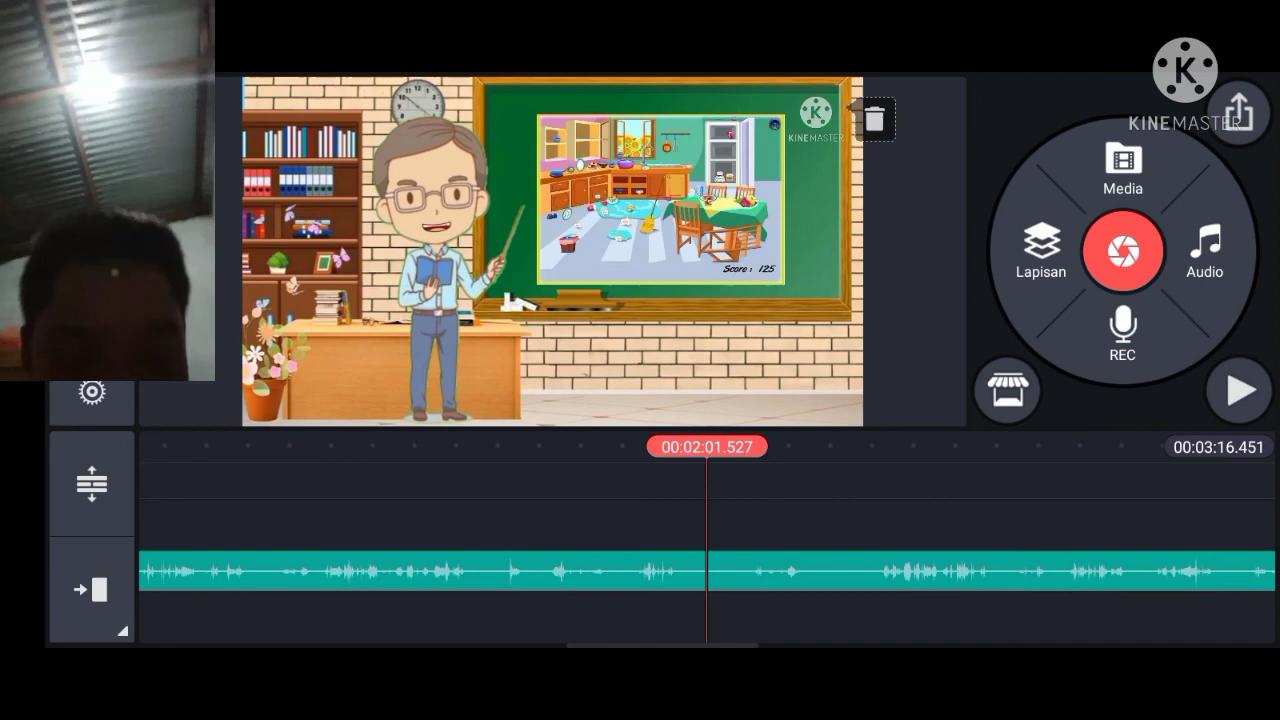 KINEMASTER
KINEMASTER
Media
Lapisan
Audio
REC
Score : 125
00:02:01.527
00:03:16.451